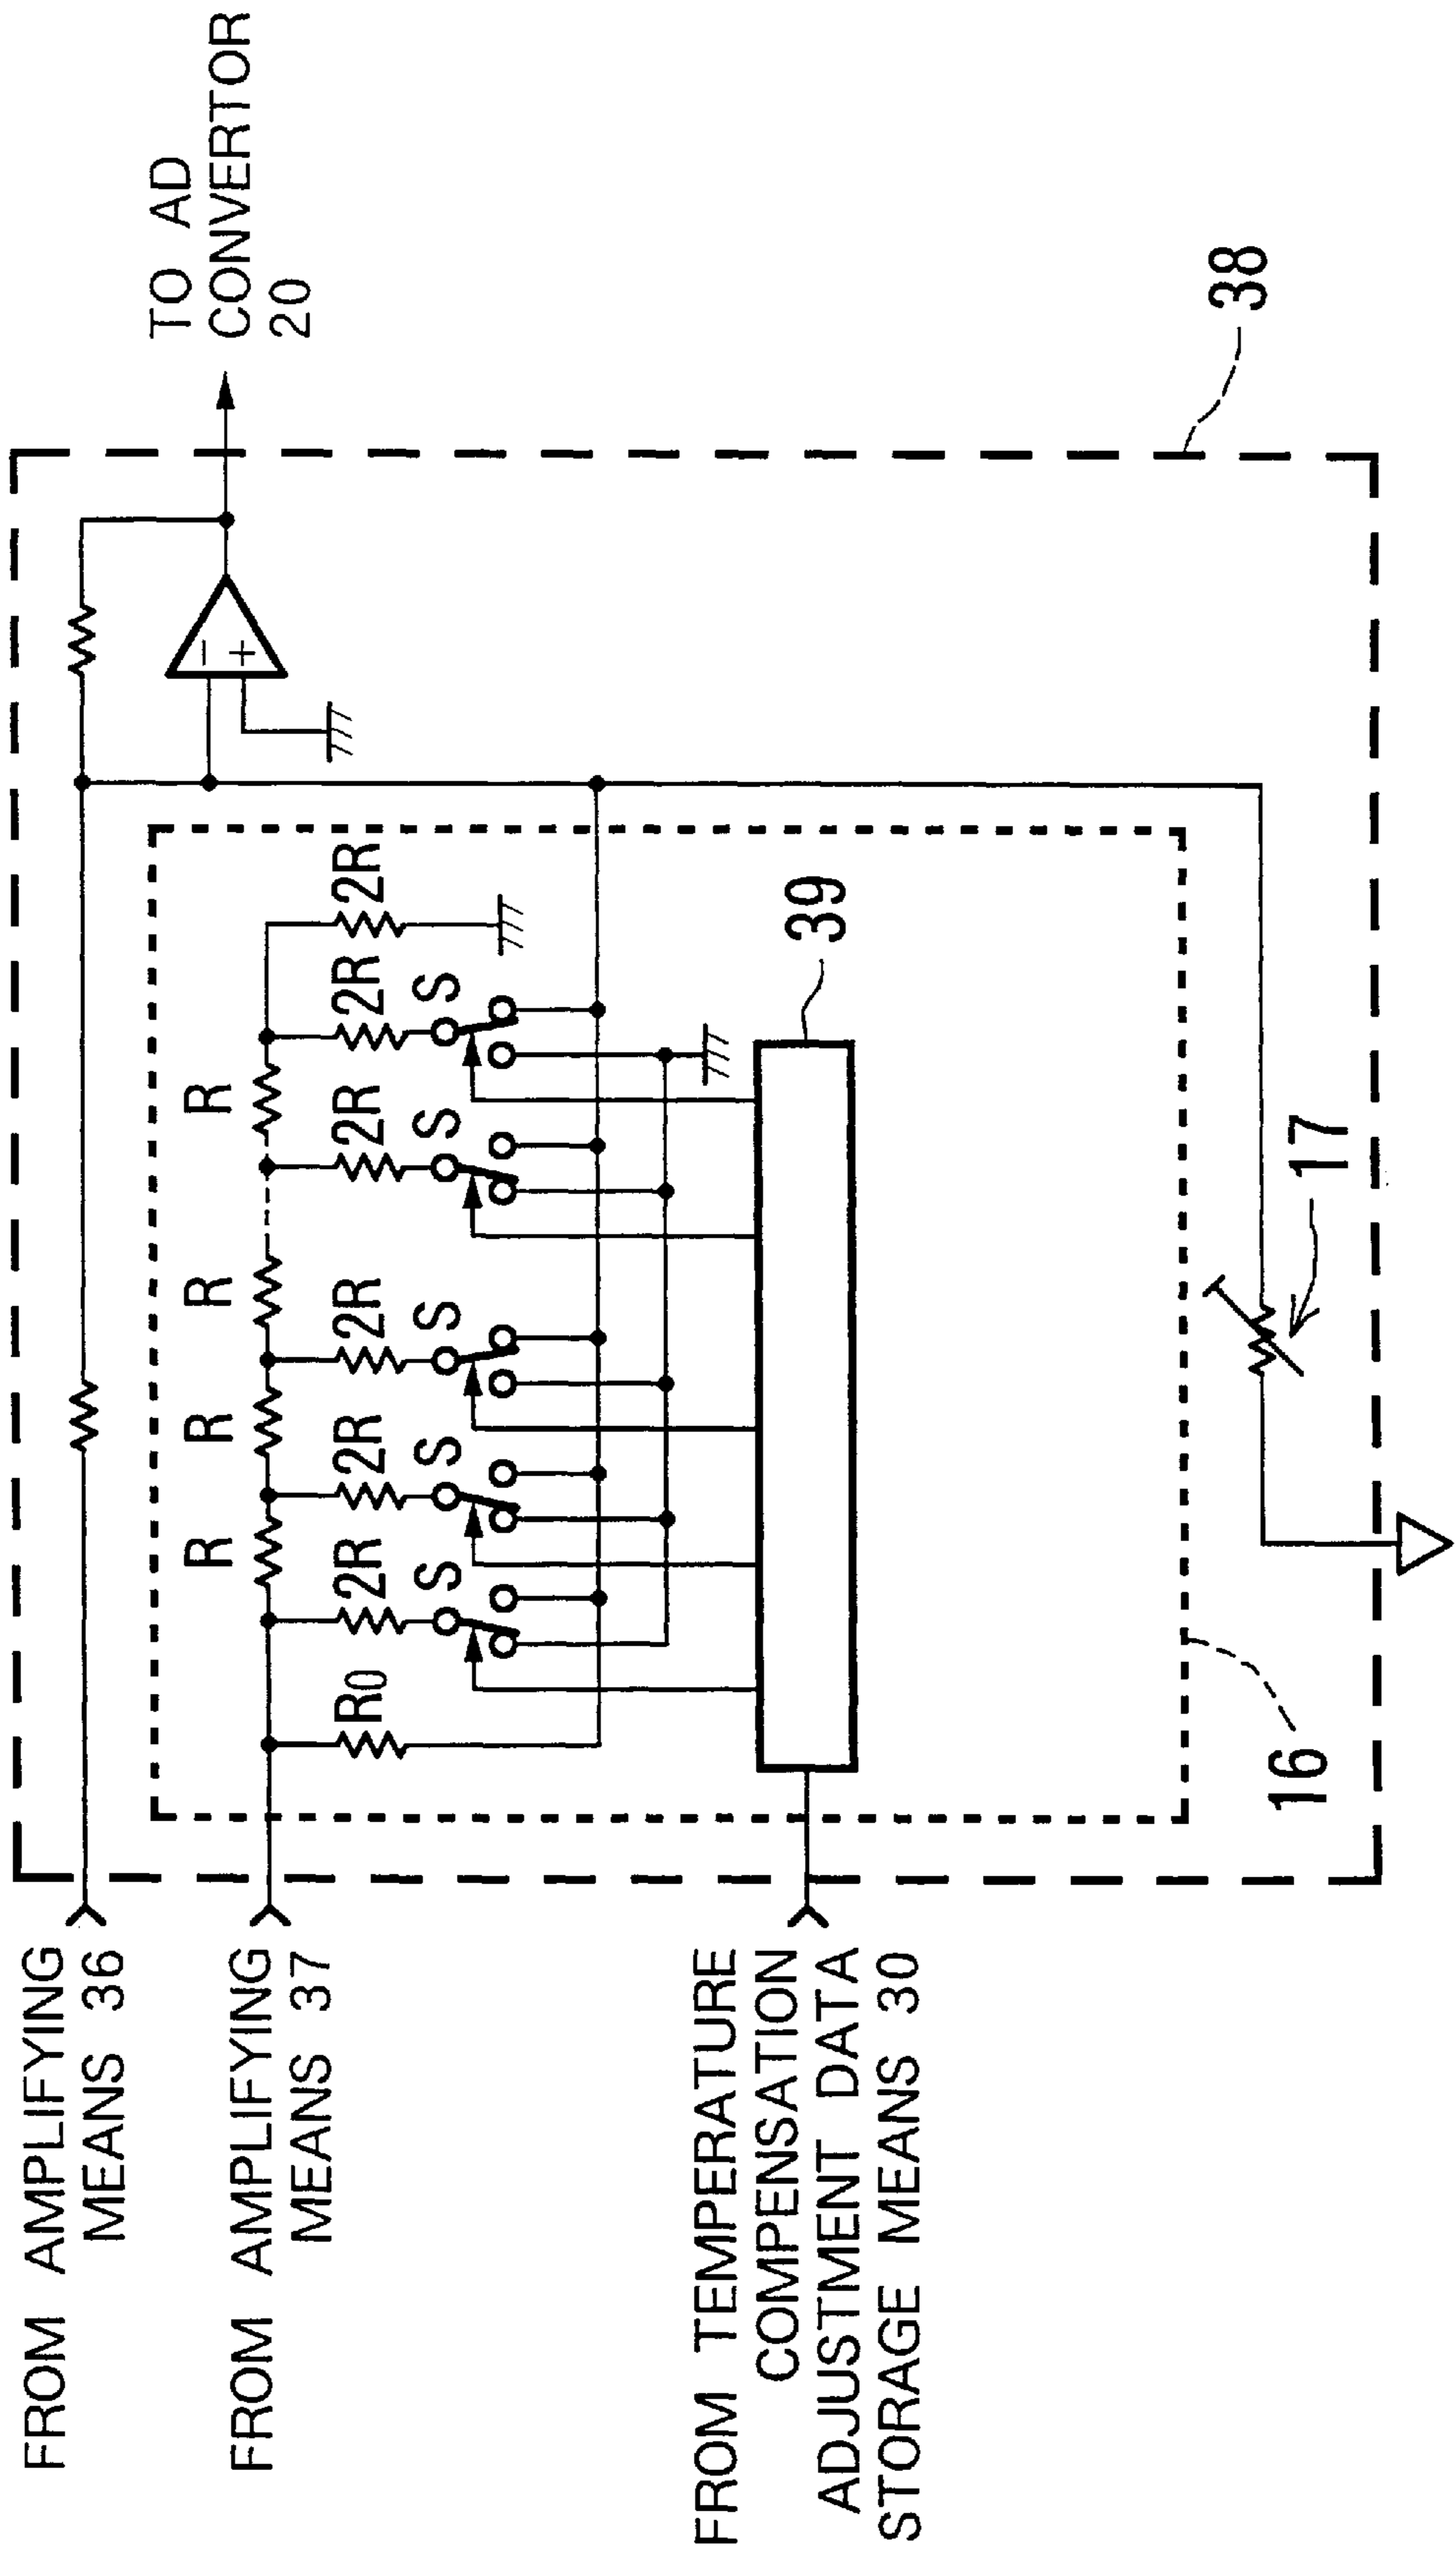 FROM AMPLIFYING
MEANS 36
FROM AMPLIFYING
MEANS 37
FROM TEMPERATURE
COMPENSATION
ADJUSTMENT DATA
STORAGE MEANS 30
TO AD
CONVERTOR
20
R
R
R
R
R0
2R
2R
2R
2R
2R
2R
S
S
S
S
S
−
+
39
38
17
16